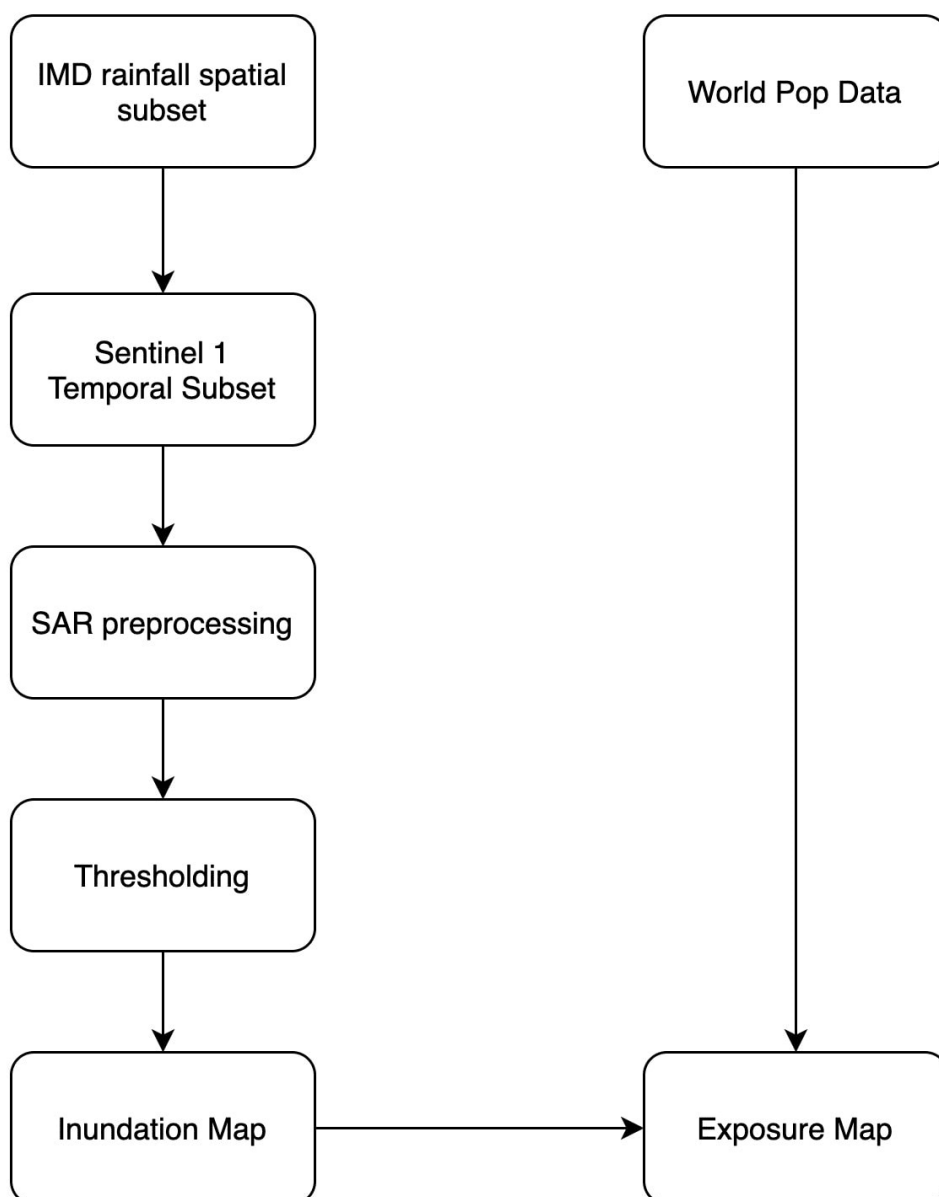 IMD rainfall spatial
subset
World Pop Data
Sentinel 1
Temporal Subset
SAR preprocessing
Thresholding
Inundation Map
Exposure Map